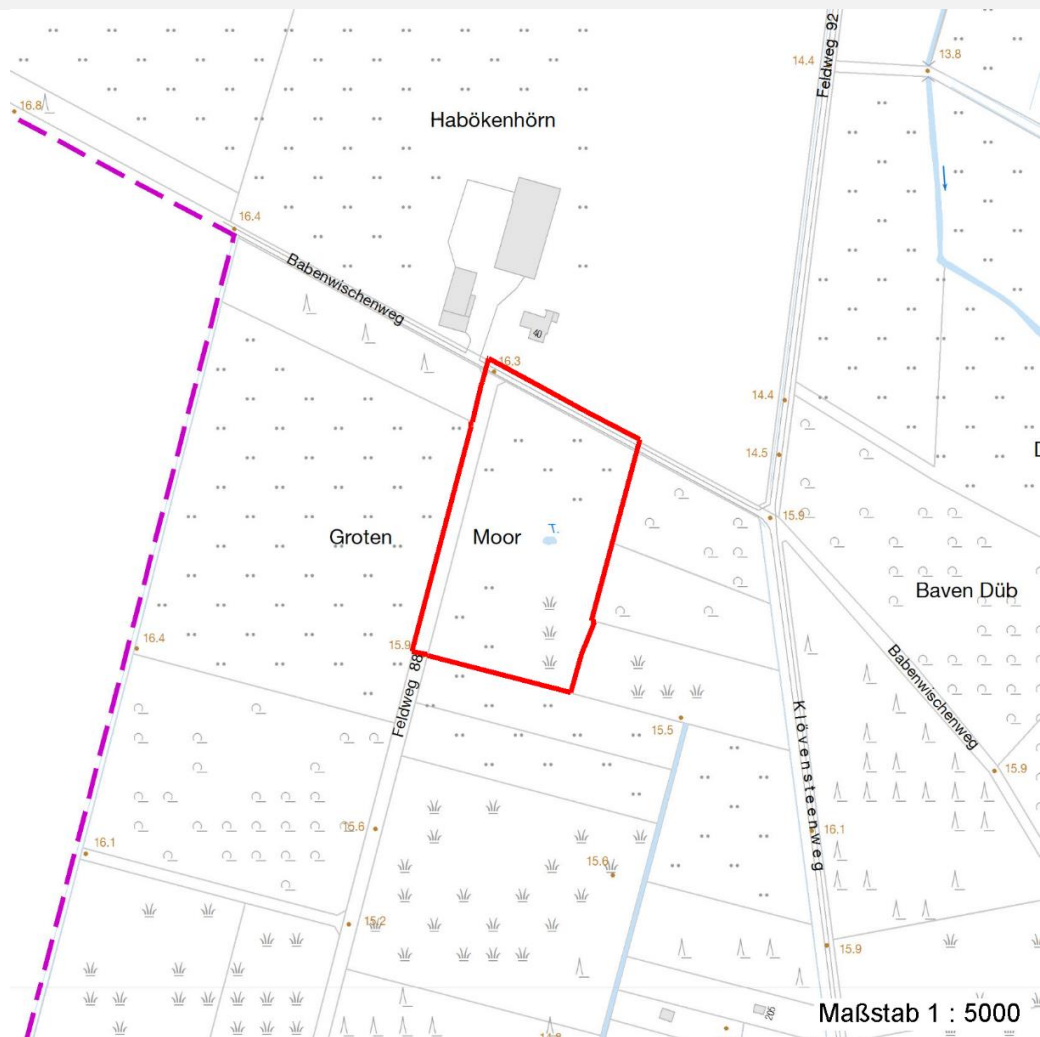 Feldweg 92
14.4
13.8
16.8
Habökenhörn
16.4
Babenwischenweg
40
16.3
14.4
14.5
D
15.9
T.
Groten
Moor
Baven Düb
16.4
15.9
Feldweg 88
15.5
Babenwischenweg
Klövensteenweg
15.9
16.1
15.6
16.1
15.6
15.2
15.9
205
Maßstab 1 : 5000